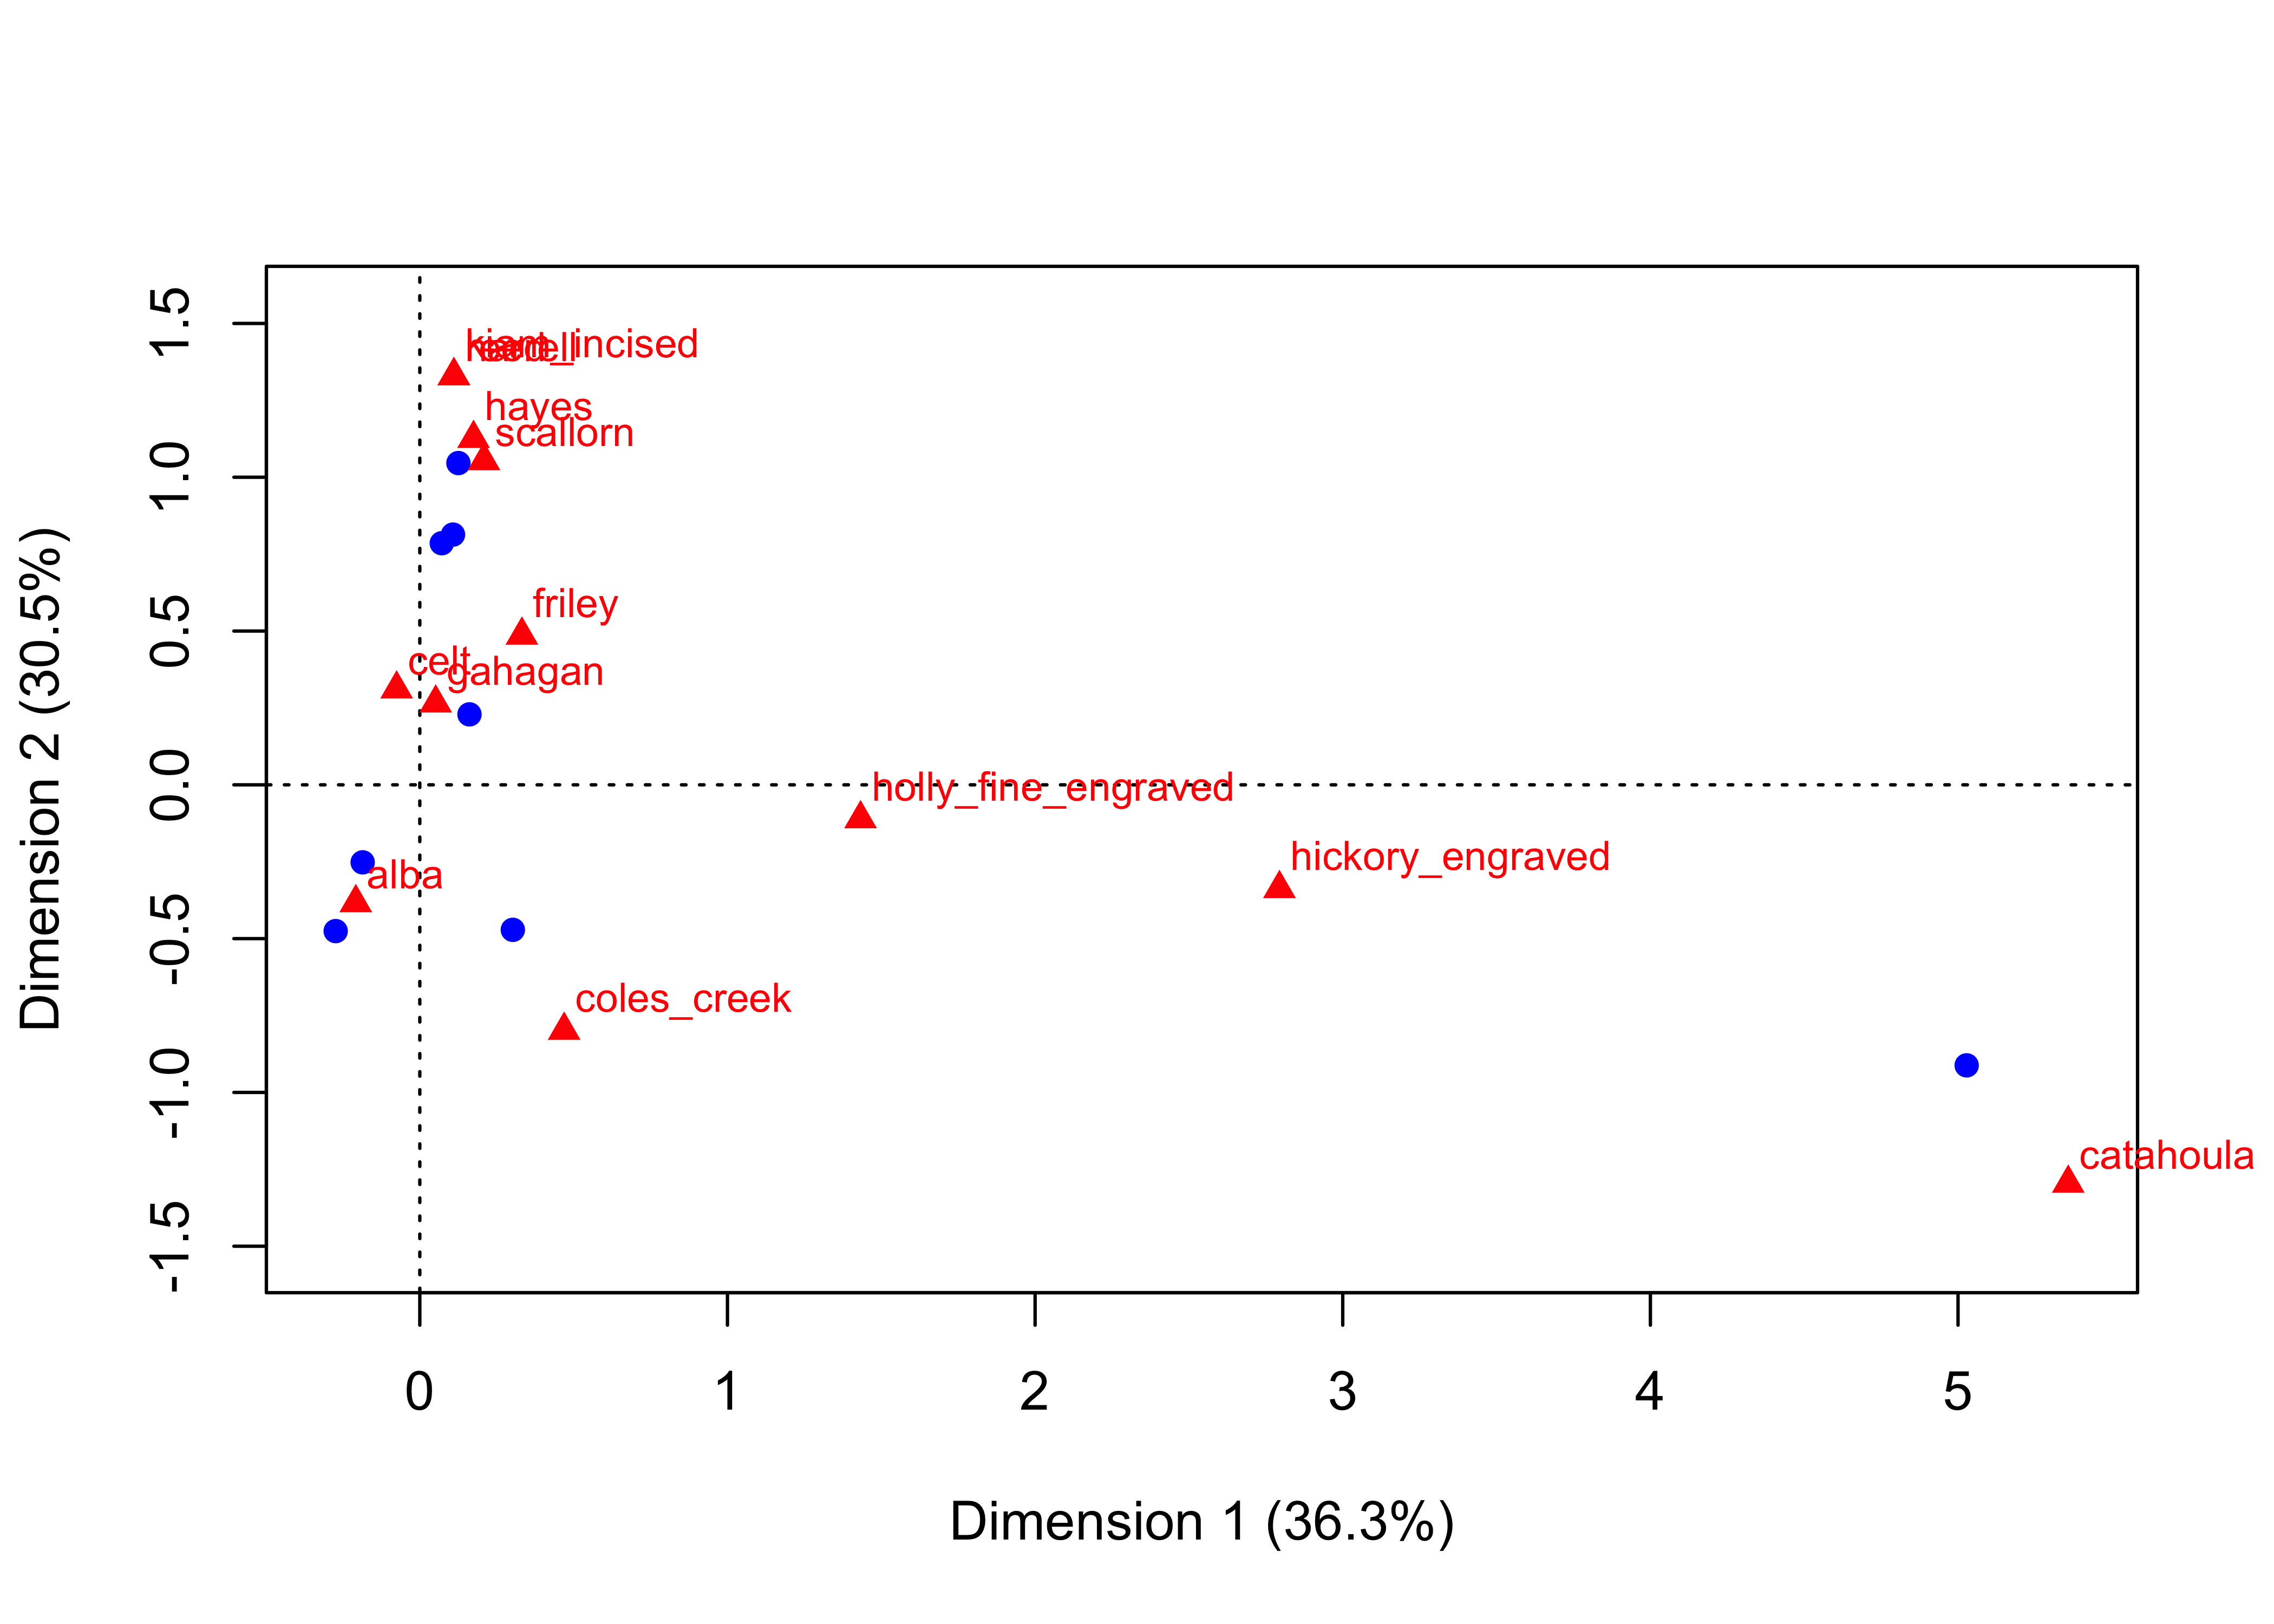 Dimension 2 (30.5%)
1.5
1.0
0.5
0.0
-0.5
-1.0
-1.5
kiam_incised
hayes
scallorn
friley
celt
gahagan
holly_fine_engraved
hickory_engraved
alba
coles_creek
catahoula
0 1 2 3 4 5
Dimension 1 (36.3%)